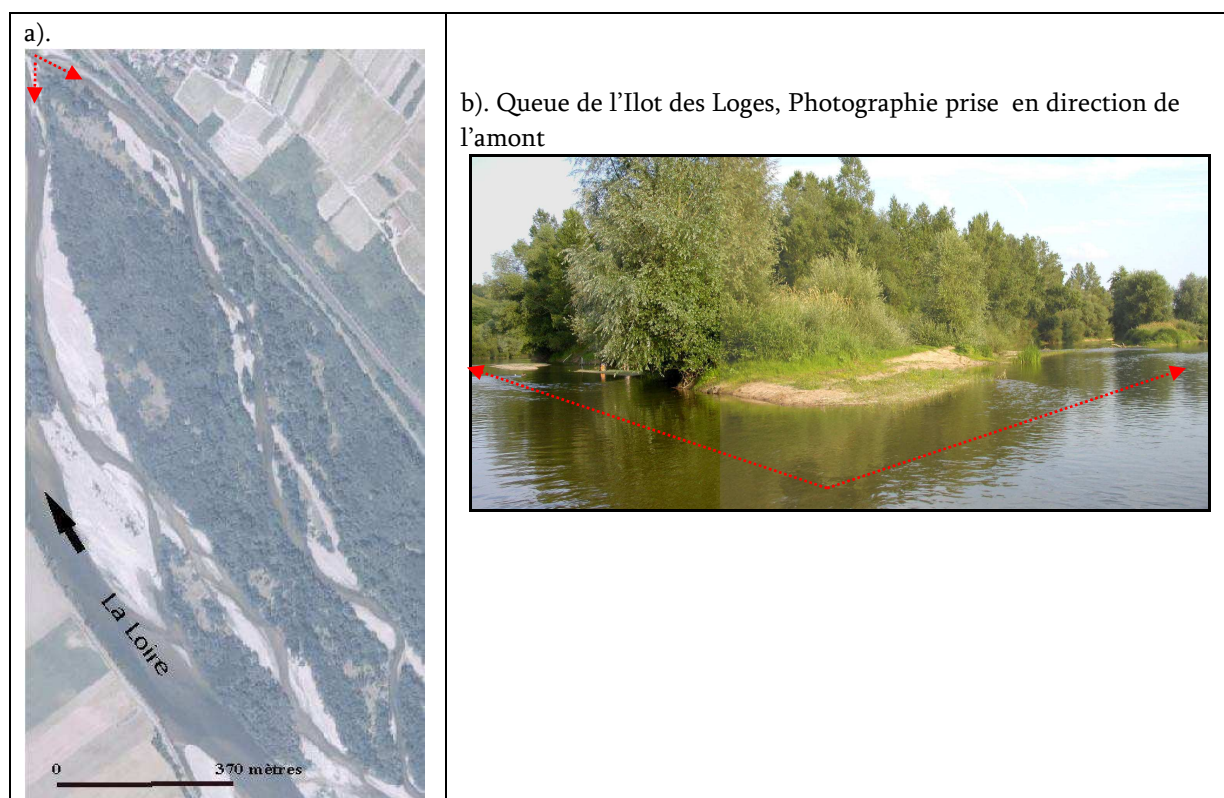 a).
La Loire
0 370 mètres
b). Queue de l'Ilot des Loges, Photographie prise en direction de
l'amont